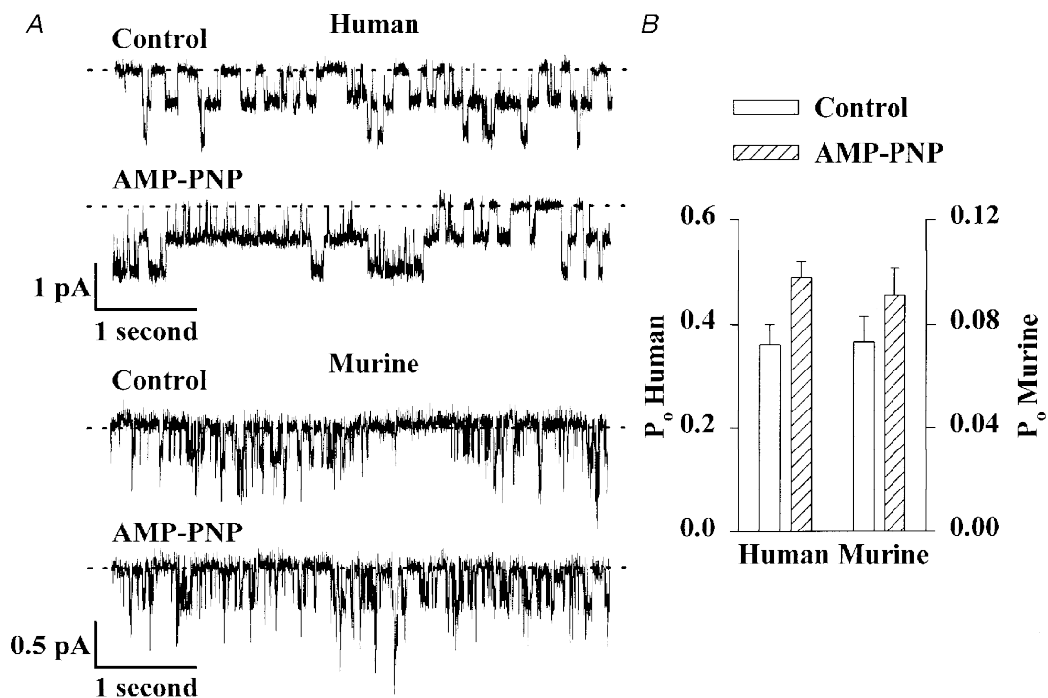 A
Human
Control
AMP-PNP
1 pA
1 second
Murine
Control
AMP-PNP
0.5 pA
1 second
B
Control
AMP-PNP
0.6
0.4
0.2
0.0
Po Human
0.12
0.08
0.04
0.00
Po Murine
Human Murine